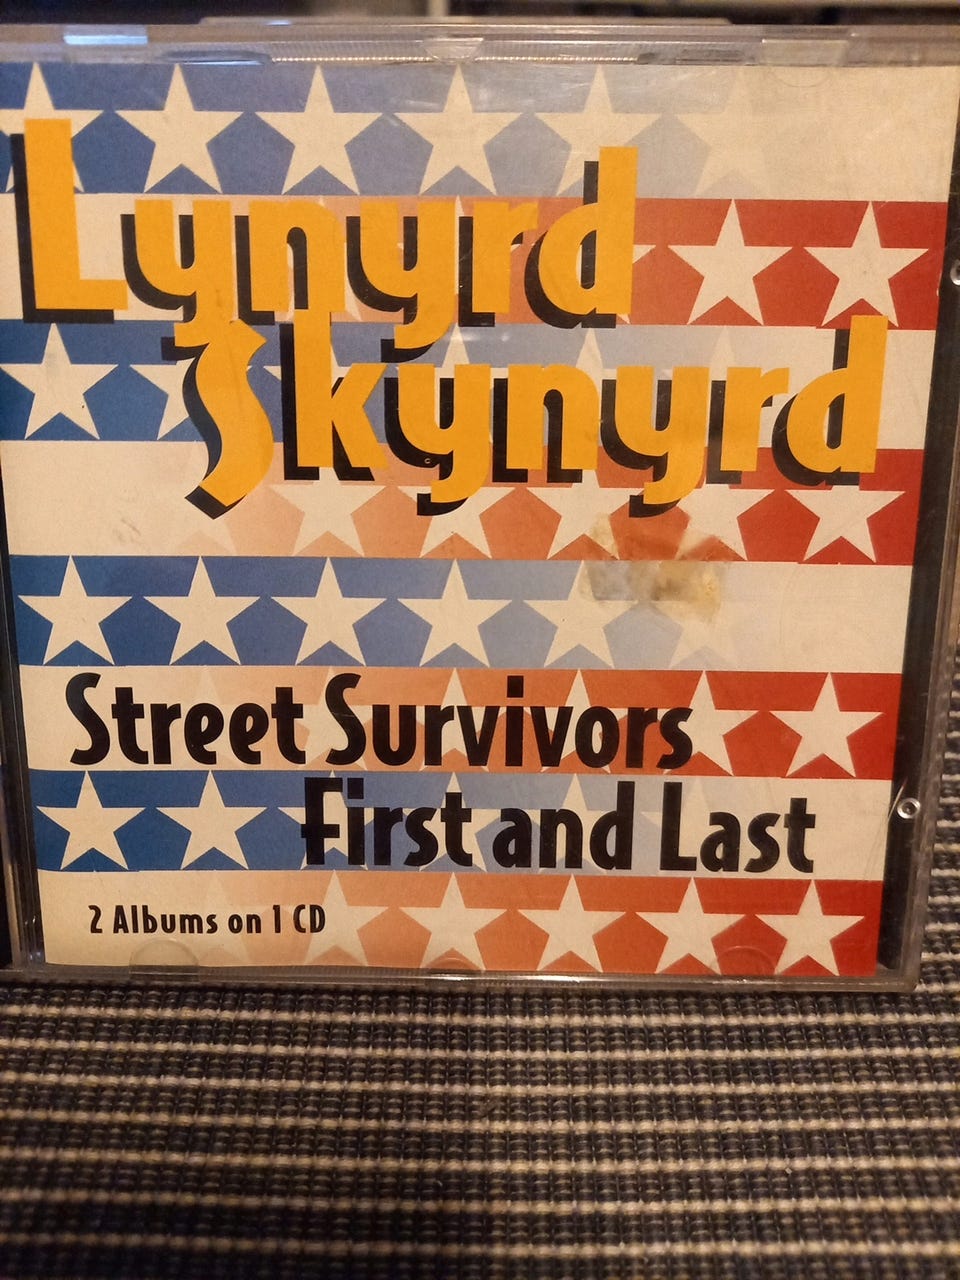 Lynyrd
Skynyrd
Street Survivors
First and Last
2 Albums on 1 CD